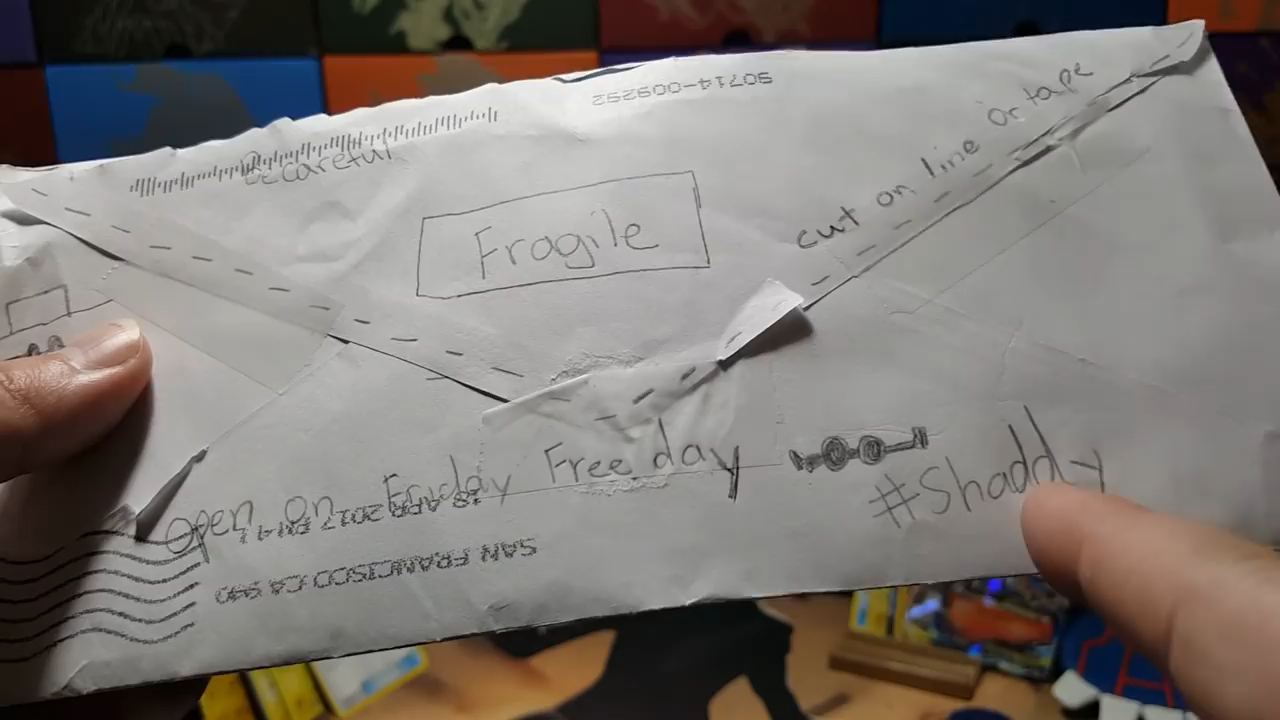 90714-009292
Be careful
Fragile
cut on line or tape
open on Friday Free day
#Shaddy
18 APR 2017 PM 4 L
SAN FRANCISCO CA 940